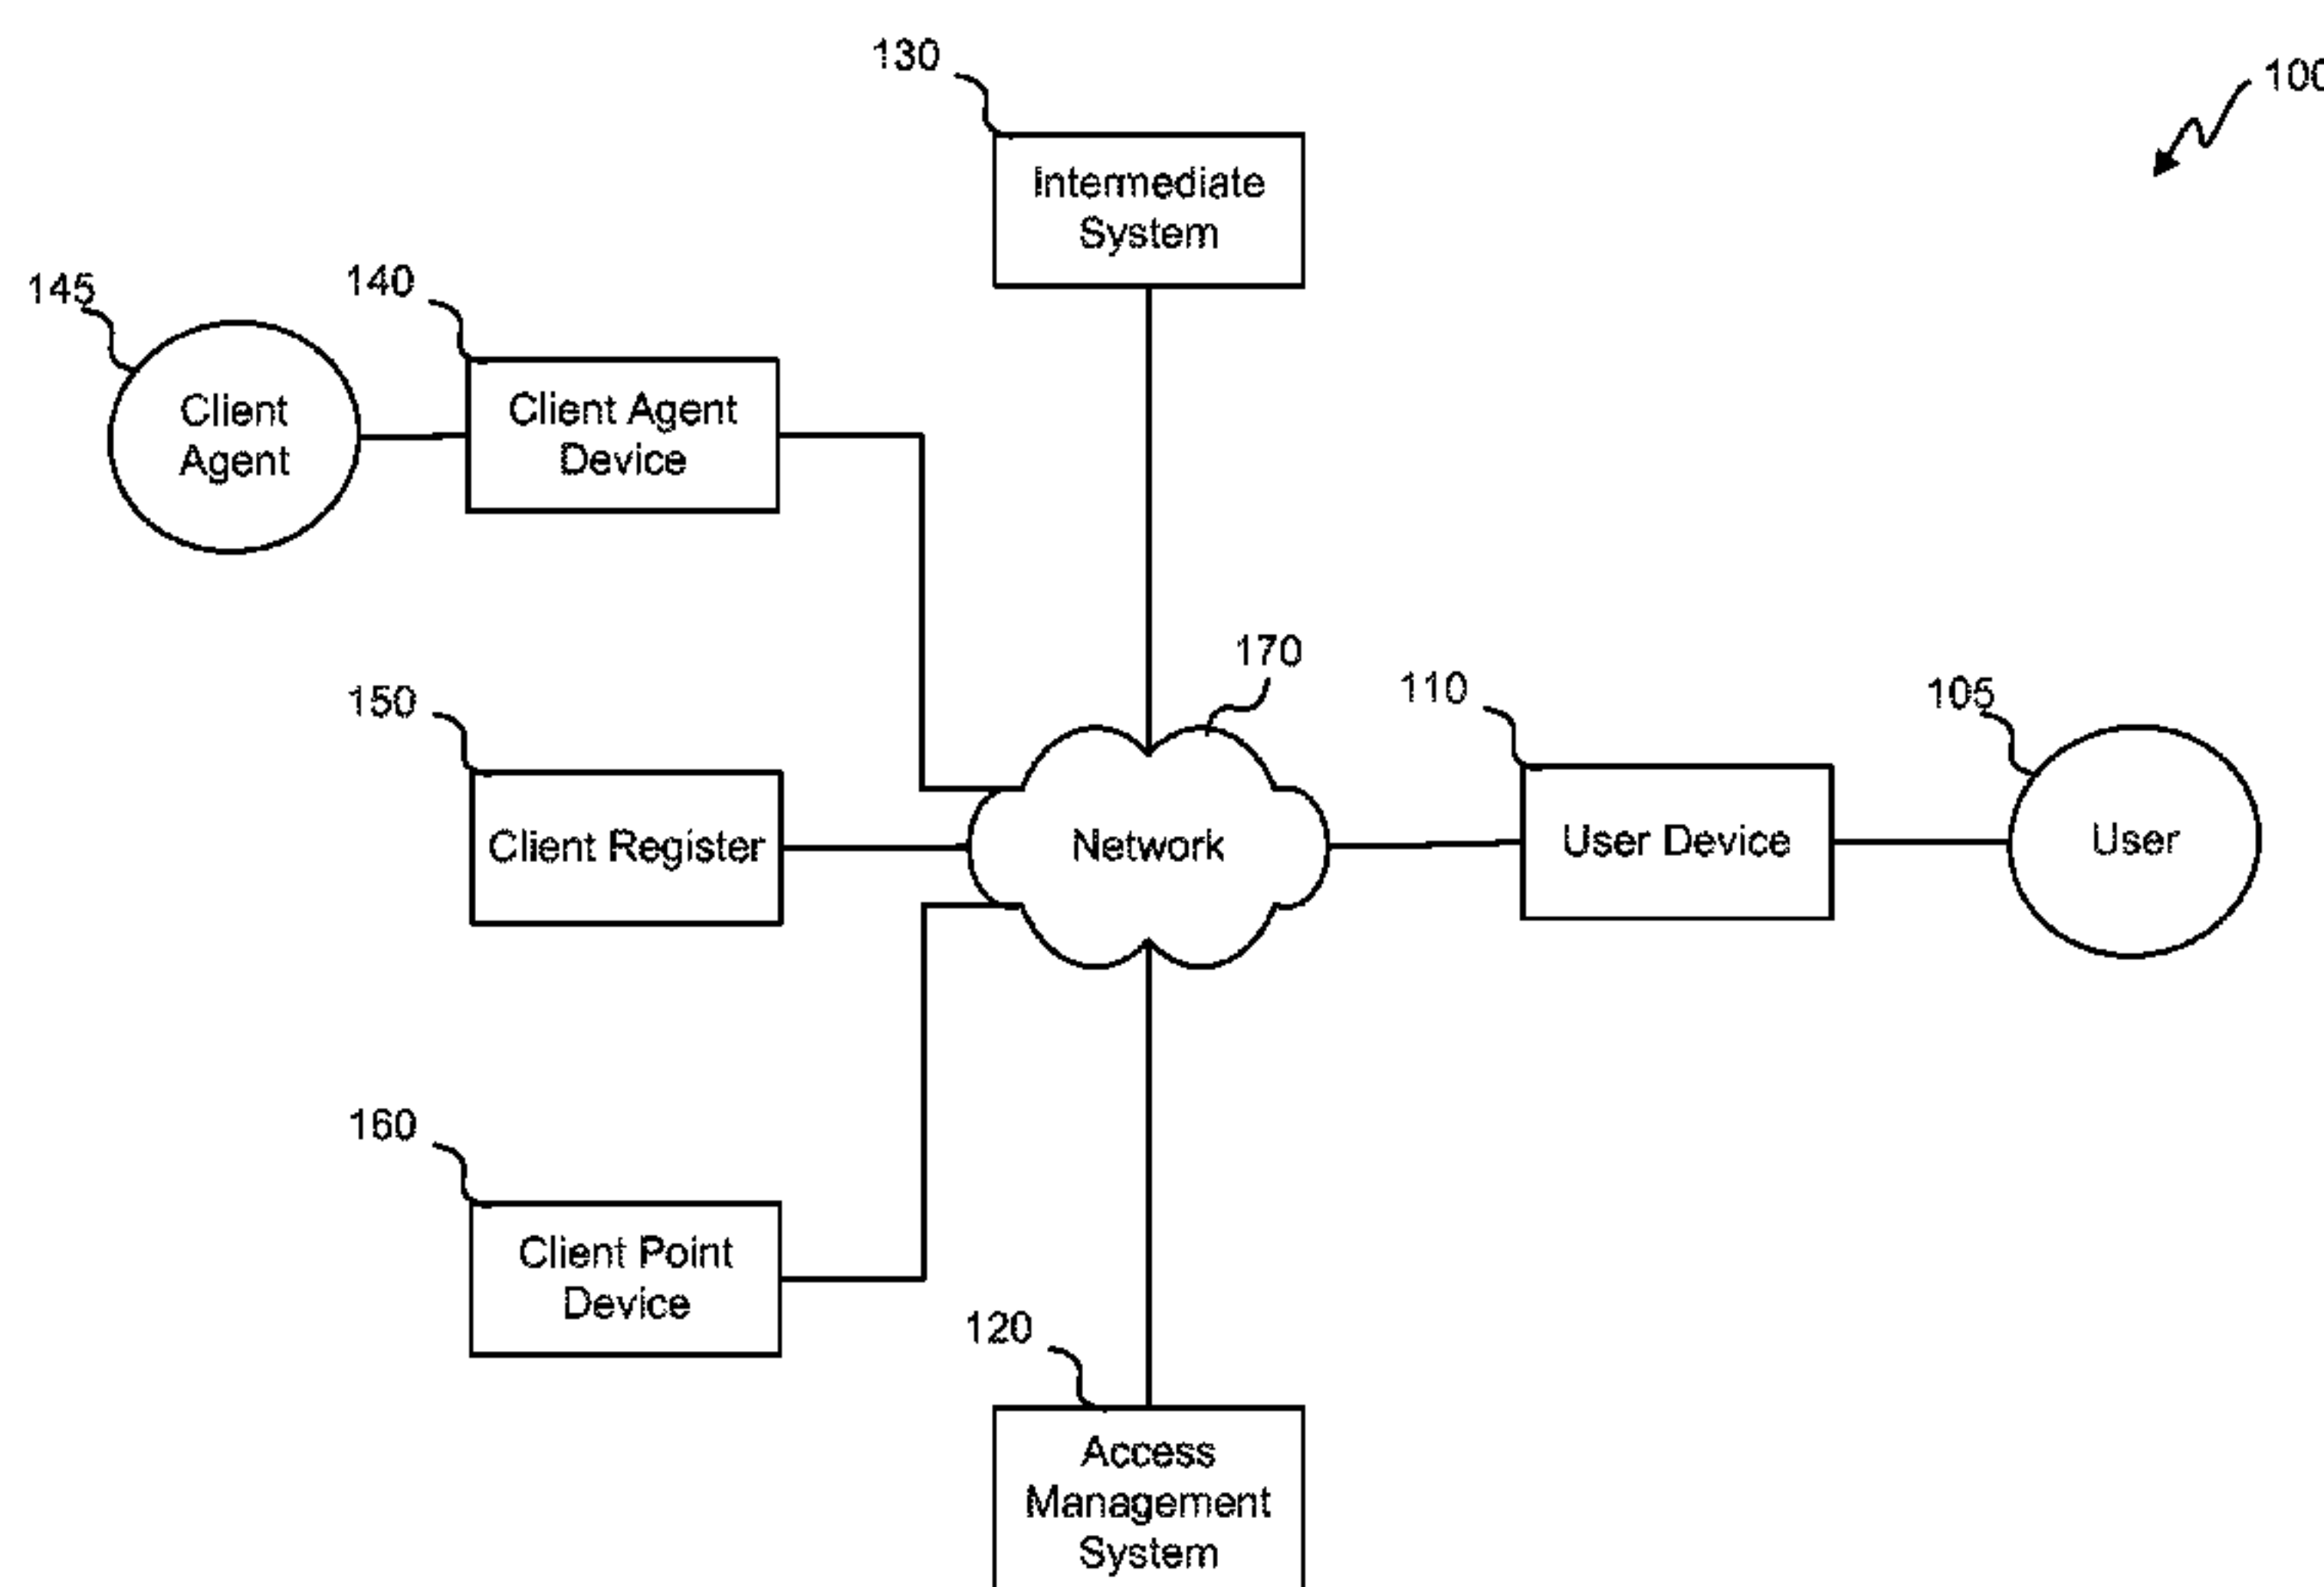 130
100
Intermediate
System
145
140
Client
Agent
Client Agent
Device
170
150
110
105
Client Register
Network
User Device
User
160
Client Point
Device
120
Access
Management
System